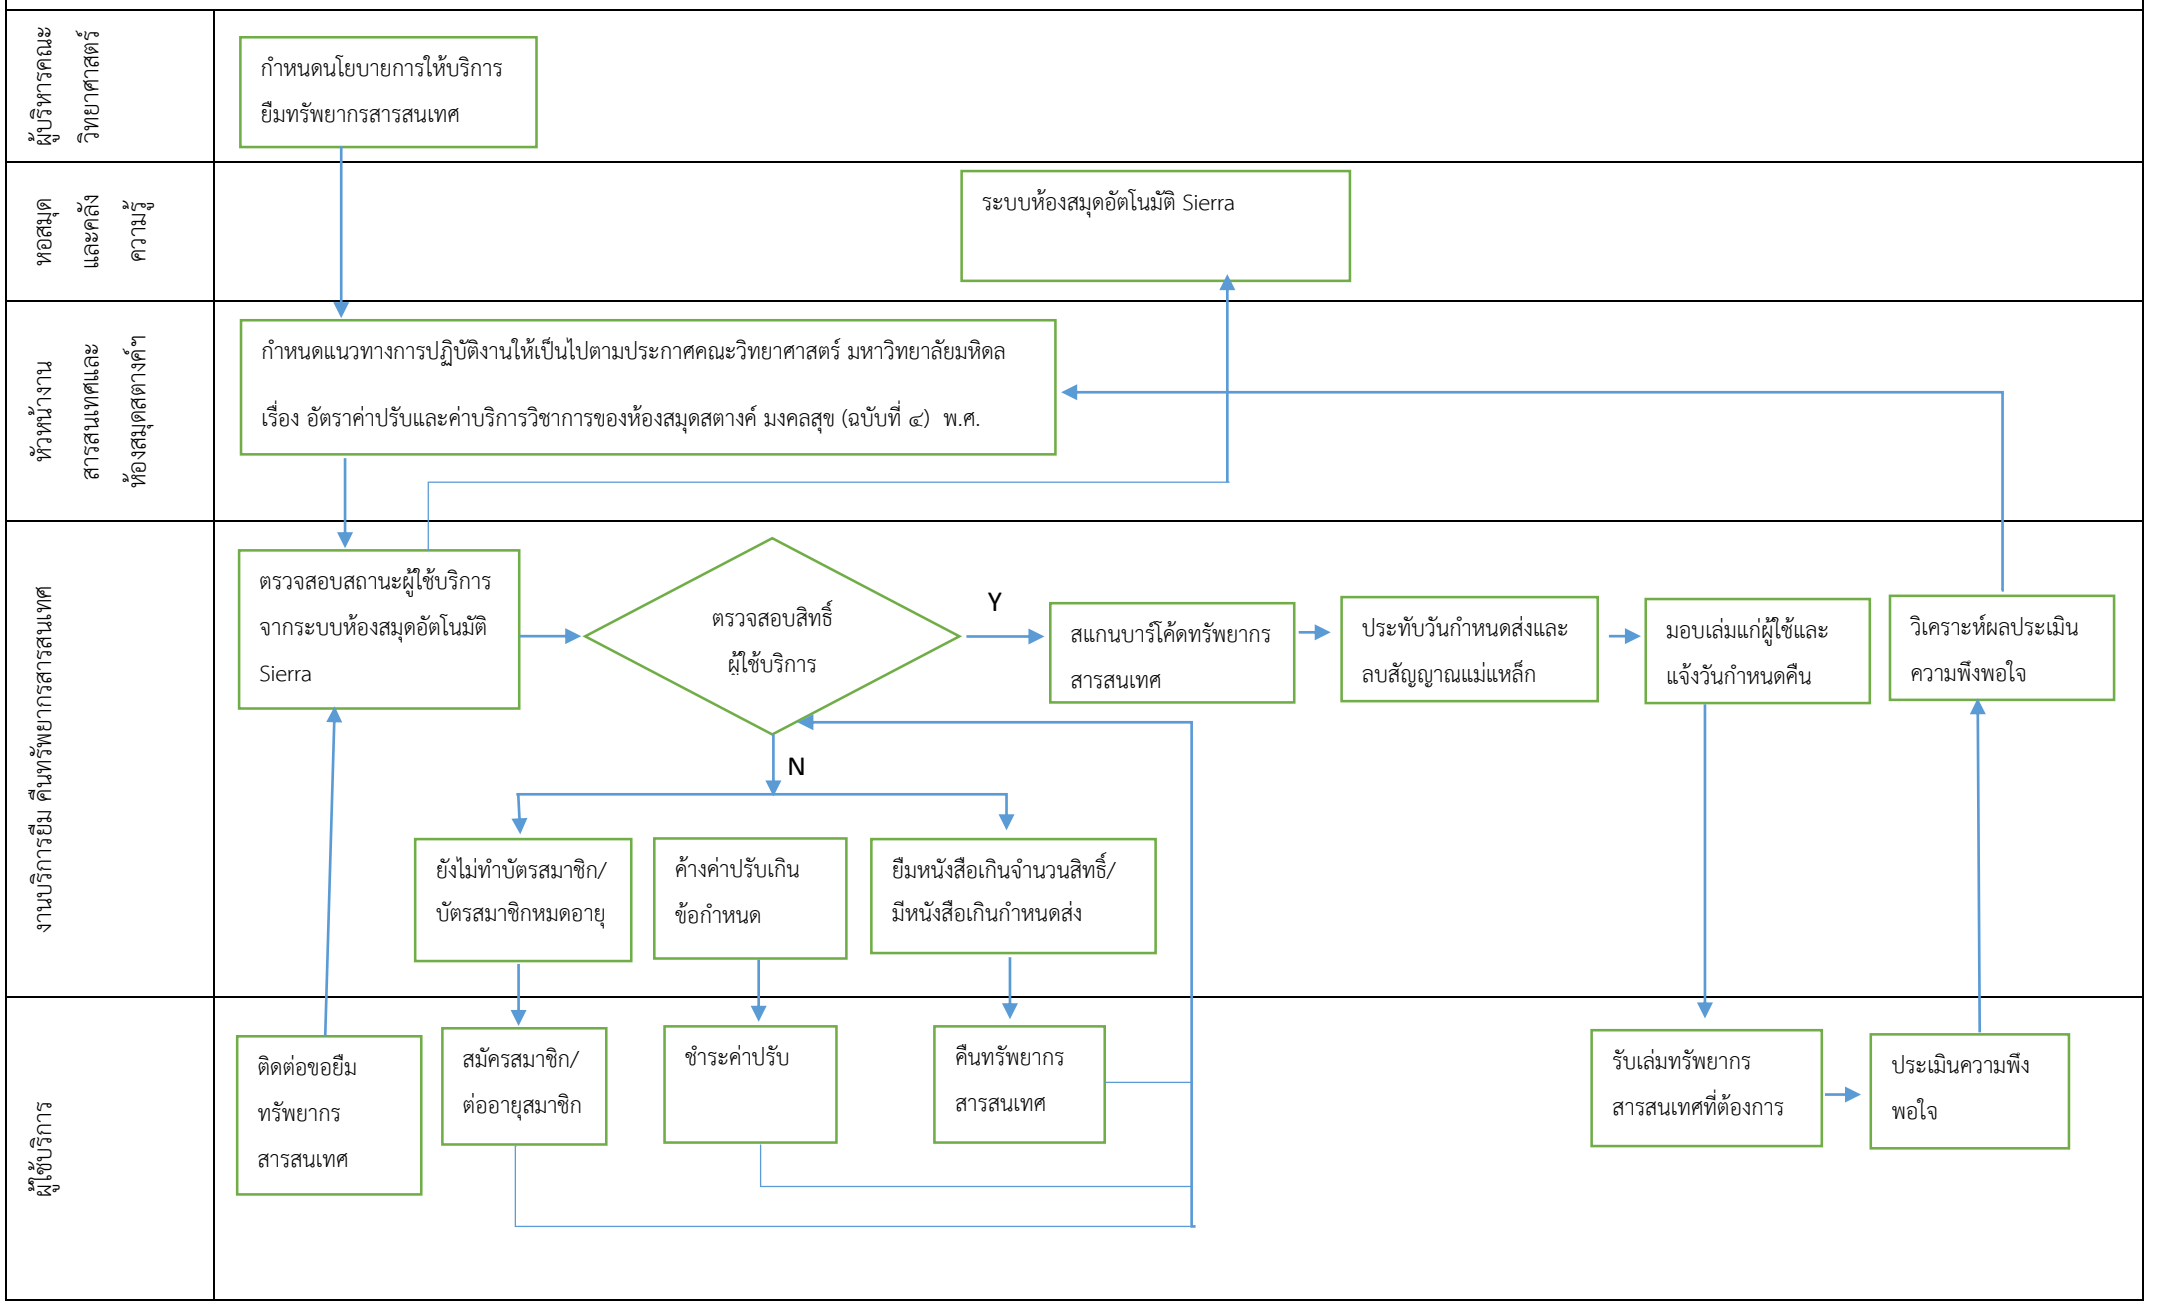 ผู้บริหารคณะ
วิทยาศาสตร์
กำหนดนโยบายการให้บริการ
ยืมทรัพยากรสารสนเทศ
หอสมุด
และคลัง
ความรู้
ระบบห้องสมุดอัตโนมัติ Sierra
หัวหน้างาน
สารสนเทศและ
ห้องสมุดสตางค์ฯ
กำหนดแนวทางการปฏิบัติงานให้เป็นไปตามประกาศคณะวิทยาศาสตร์ มหาวิทยาลัยมหิดล
เรื่อง อัตราค่าปรับและค่าบริการวิชาการของห้องสมุดสตางค์ มงคลสุข (ฉบับที่ ๔) พ.ศ.
งานบริการยืม คืนทรัพยากรสารสนเทศ
ตรวจสอบสถานะผู้ใช้บริการ
จากระบบห้องสมุดอัตโนมัติ
Sierra
ตรวจสอบสิทธิ์
ผู้ใช้บริการ
Y
สแกนบาร์โค้ดทรัพยากร
สารสนเทศ
ประทับวันกำหนดส่งและ
ลบสัญญาณแม่แหล็ก
มอบเล่มแก่ผู้ใช้และ
แจ้งวันกำหนดคืน
วิเคราะห์ผลประเมิน
ความพึงพอใจ
N
ยังไม่ทำบัตรสมาชิก/
บัตรสมาชิกหมดอายุ
ค้างค่าปรับเกิน
ข้อกำหนด
ยืมหนังสือเกินจำนวนสิทธิ์/
มีหนังสือเกินกำหนดส่ง
ผู้ใช้บริการ
ติดต่อขอยืม
ทรัพยากร
สารสนเทศ
สมัครสมาชิก/
ต่ออายุสมาชิก
ชำระค่าปรับ
คืนทรัพยากร
สารสนเทศ
รับเล่มทรัพยากร
สารสนเทศที่ต้องการ
ประเมินความพึง
พอใจ